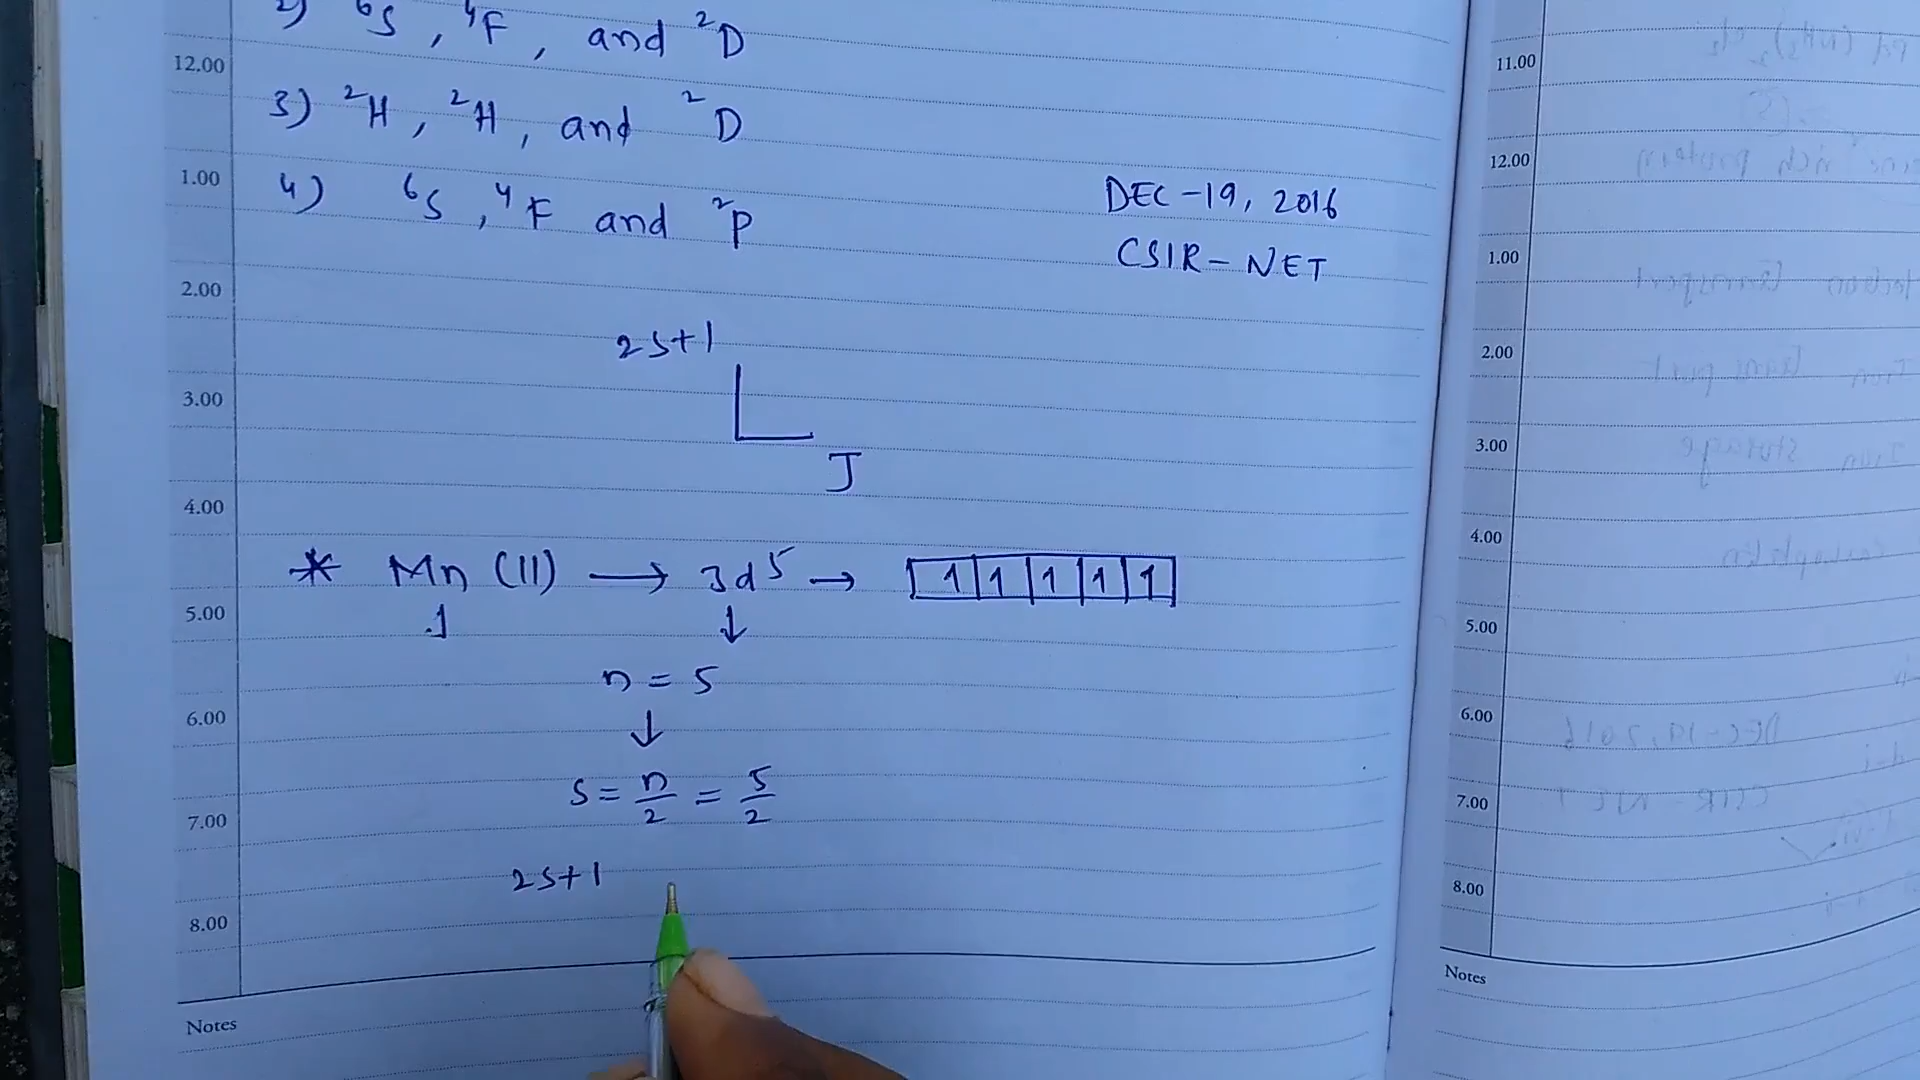 2) ⁶S, ⁴F, and ²D
12.00
3) ²H, ²H, and ²D
1.00
4) ⁶S, ⁴F and ²P
DEC-19, 2016
CSIR-NET
2.00
2S+1
L
J
3.00
4.00
* Mn (II) → 3d⁵ → 1 1 1 1 1
5.00
↓
n = 5
6.00
↓
S = n/2 = 5/2
7.00
2S+1
8.00
Notes
11.00
12.00
1.00
2.00
3.00
4.00
5.00
6.00
7.00
8.00
Notes